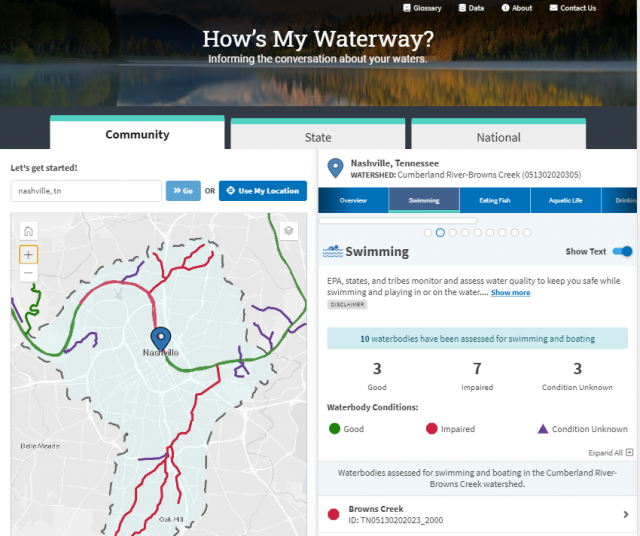 Glossary
Data
About
Contact Us
How's My Waterway?
Informing the conversation about your waters.
Community
State
National
Let's get started!
nashville, tn
Go
OR
Use My Location
Nashville
Belle Meade
Oak Hill
Nashville, Tennessee
WATERSHED: Cumberland River-Browns Creek (051302020305)
Overview
Swimming
Eating Fish
Aquatic Life
Drinkin
Swimming
Show Text
EPA, states, and tribes monitor and assess water quality to keep you safe while
swimming and playing in or on the water.... Show more
DISCLAIMER
10 waterbodies have been assessed for swimming and boating
3
7
3
Good
Impaired
Condition Unknown
Waterbody Conditions:
Good
Impaired
Condition Unknown
Expand All
Waterbodies assessed for swimming and boating in the Cumberland River-
Browns Creek watershed.
Browns Creek
ID: TN05130202023_2000